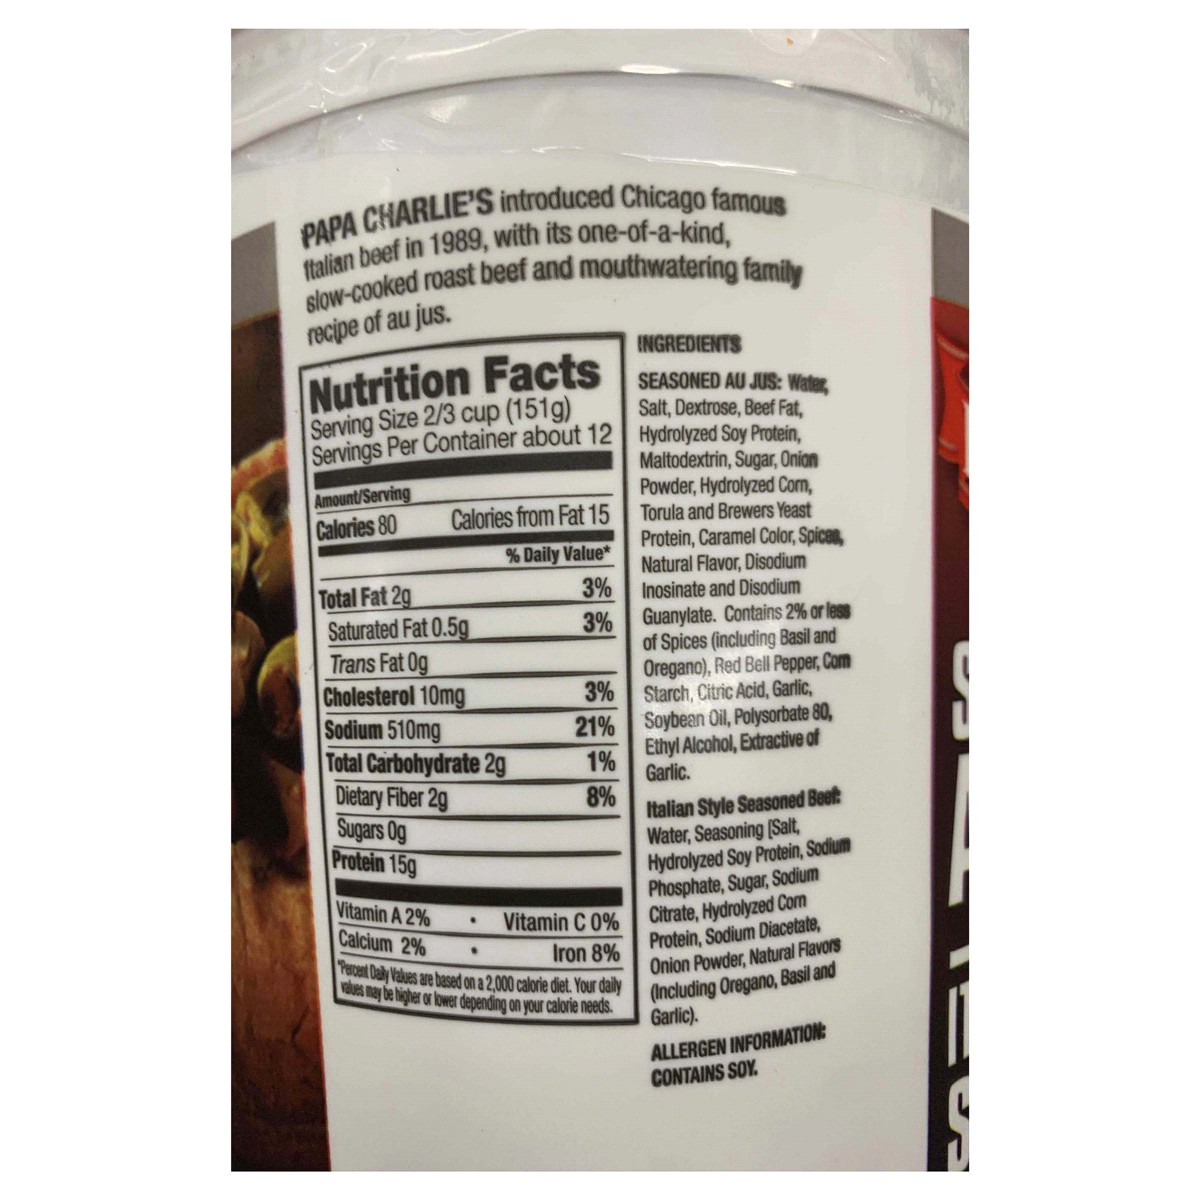 PAPA CHARLIE'S introduced Chicago famous
Italian beef in 1989, with its one-of-a-kind,
slow-cooked roast beef and mouthwatering family
recipe of au jus.
Nutrition Facts
Serving Size 2/3 cup (151g)
Servings Per Container about 12
Amount/Serving
Calories 80 Calories from Fat 15
% Daily Value*
Total Fat 2g 3%
Saturated Fat 0.5g 3%
Trans Fat 0g
Cholesterol 10mg 3%
Sodium 510mg 21%
Total Carbohydrate 2g 1%
Dietary Fiber 2g 8%
Sugars 0g
Protein 15g
Vitamin A 2% • Vitamin C 0%
Calcium 2% • Iron 8%
*Percent Daily Values are based on a 2,000 calorie diet. Your daily
values may be higher or lower depending on your calorie needs.
INGREDIENTS
SEASONED AU JUS: Water,
Salt, Dextrose, Beef Fat,
Hydrolyzed Soy Protein,
Maltodextrin, Sugar, Onion
Powder, Hydrolyzed Corn,
Torula and Brewers Yeast
Protein, Caramel Color, Spices,
Natural Flavor, Disodium
Inosinate and Disodium
Guanylate. Contains 2% or less
of Spices (including Basil and
Oregano), Red Bell Pepper, Corn
Starch, Citric Acid, Garlic,
Soybean Oil, Polysorbate 80,
Ethyl Alcohol, Extractive of
Garlic.
Italian Style Seasoned Beef:
Water, Seasoning [Salt,
Hydrolyzed Soy Protein, Sodium
Phosphate, Sugar, Sodium
Citrate, Hydrolyzed Corn
Protein, Sodium Diacetate,
Onion Powder, Natural Flavors
(Including Oregano, Basil and
Garlic).
ALLERGEN INFORMATION:
CONTAINS SOY.